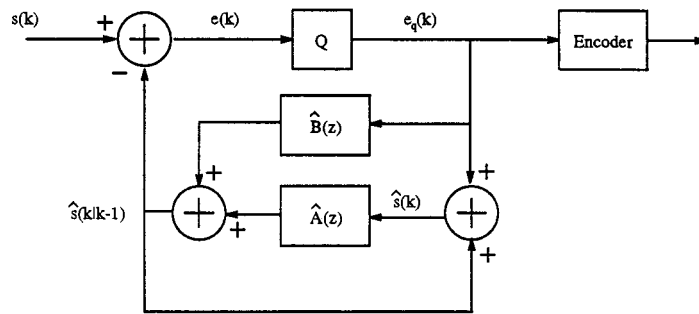 s(k)
+
e(k)
Q
e_q(k)
Encoder
−
B̂(z)
+
+
ŝ(k|k-1)
+
Â(z)
ŝ(k)
+